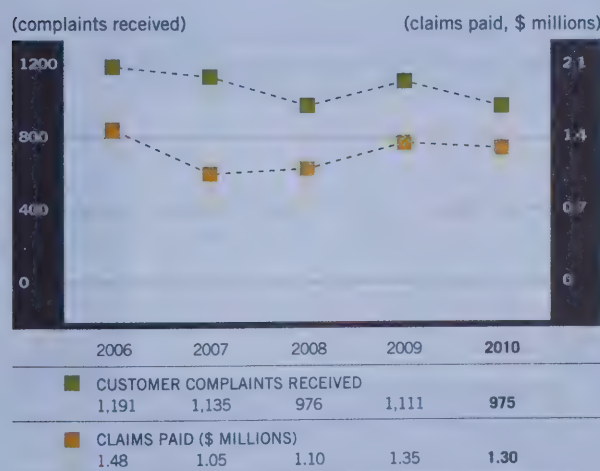 (complaints received) (claims paid, $ millions)
1200 2.1
800 1.4
400 0.7
0 0
2006 2007 2008 2009 2010
CUSTOMER COMPLAINTS RECEIVED
1,191 1,135 976 1,111 975
CLAIMS PAID ($ MILLIONS)
1.48 1.05 1.10 1.35 1.30